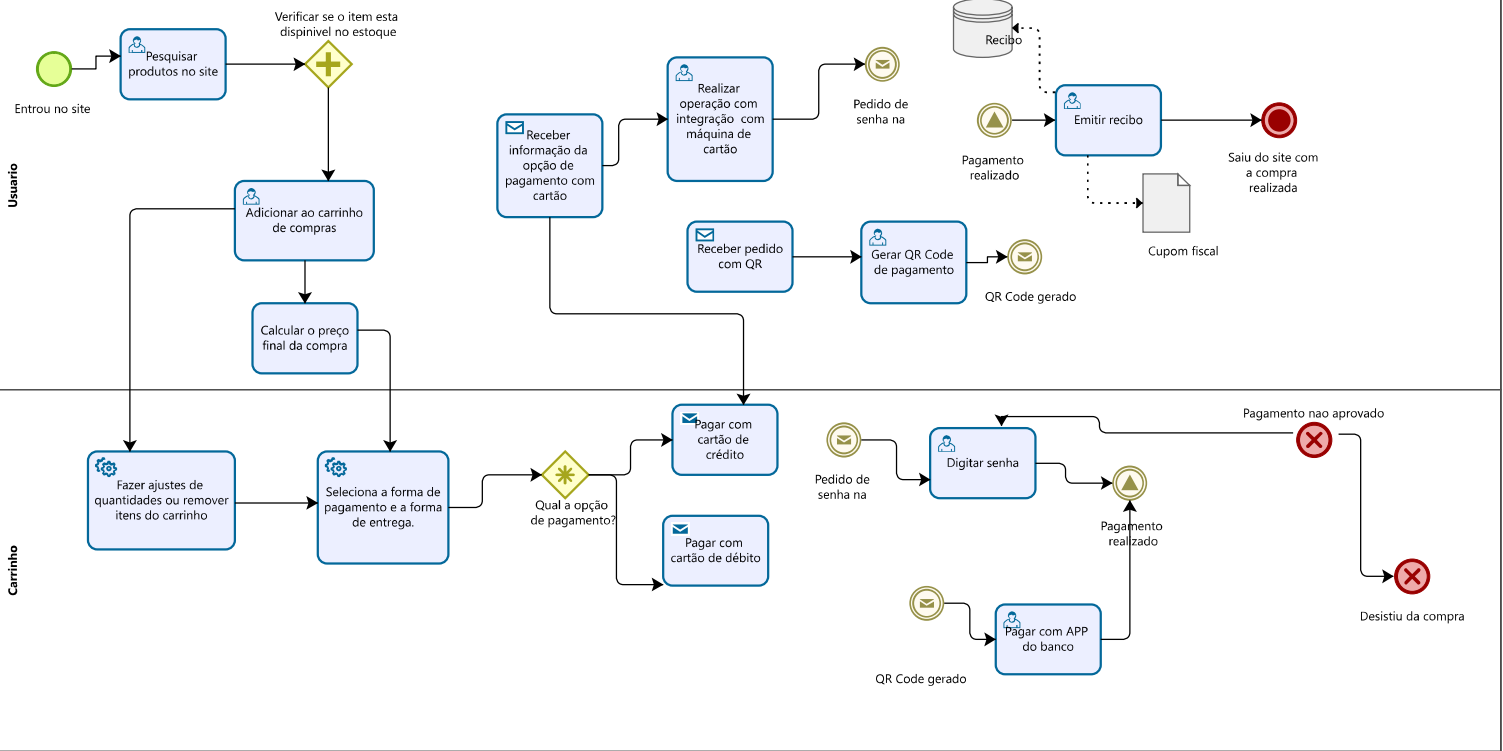 Usuario
Entrou no site
Pesquisar
produtos no site
Verificar se o item esta
dispinivel no estoque
Adicionar ao carrinho
de compras
Calcular o preço
final da compra
Receber
informação da
opção de
pagamento com
cartão
Realizar
operação com
integração com
máquina de
cartão
Pedido de
senha na
Receber pedido
com QR
Gerar QR Code
de pagamento
QR Code gerado
Recibo
Pagamento
realizado
Emitir recibo
Cupom fiscal
Saiu do site com
a compra
realizada
Carrinho
Fazer ajustes de
quantidades ou remover
itens do carrinho
Seleciona a forma de
pagamento e a forma
de entrega.
Qual a opção
de pagamento?
Pagar com
cartão de
crédito
Pagar com
cartão de débito
Pedido de
senha na
Digitar senha
Pagamento
realizado
QR Code gerado
Pagar com APP
do banco
Pagamento nao aprovado
Desistiu da compra